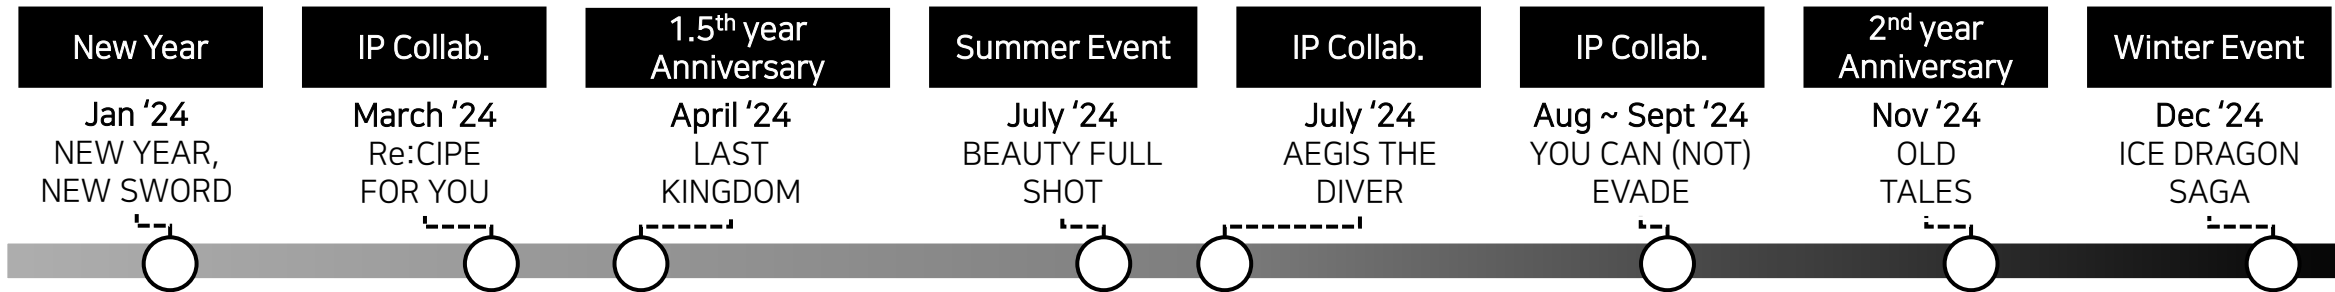 New Year
Jan ‘24
NEW YEAR,
NEW SWORD
IP Collab.
March ‘24
Re:CIPE
FOR YOU
1.5th year
Anniversary
April ‘24
LAST
KINGDOM
Summer Event
July ‘24
BEAUTY FULL
SHOT
IP Collab.
July ‘24
AEGIS THE
DIVER
IP Collab.
Aug ~ Sept ‘24
YOU CAN (NOT)
EVADE
2nd year
Anniversary
Nov ‘24
OLD
TALES
Winter Event
Dec ‘24
ICE DRAGON
SAGA